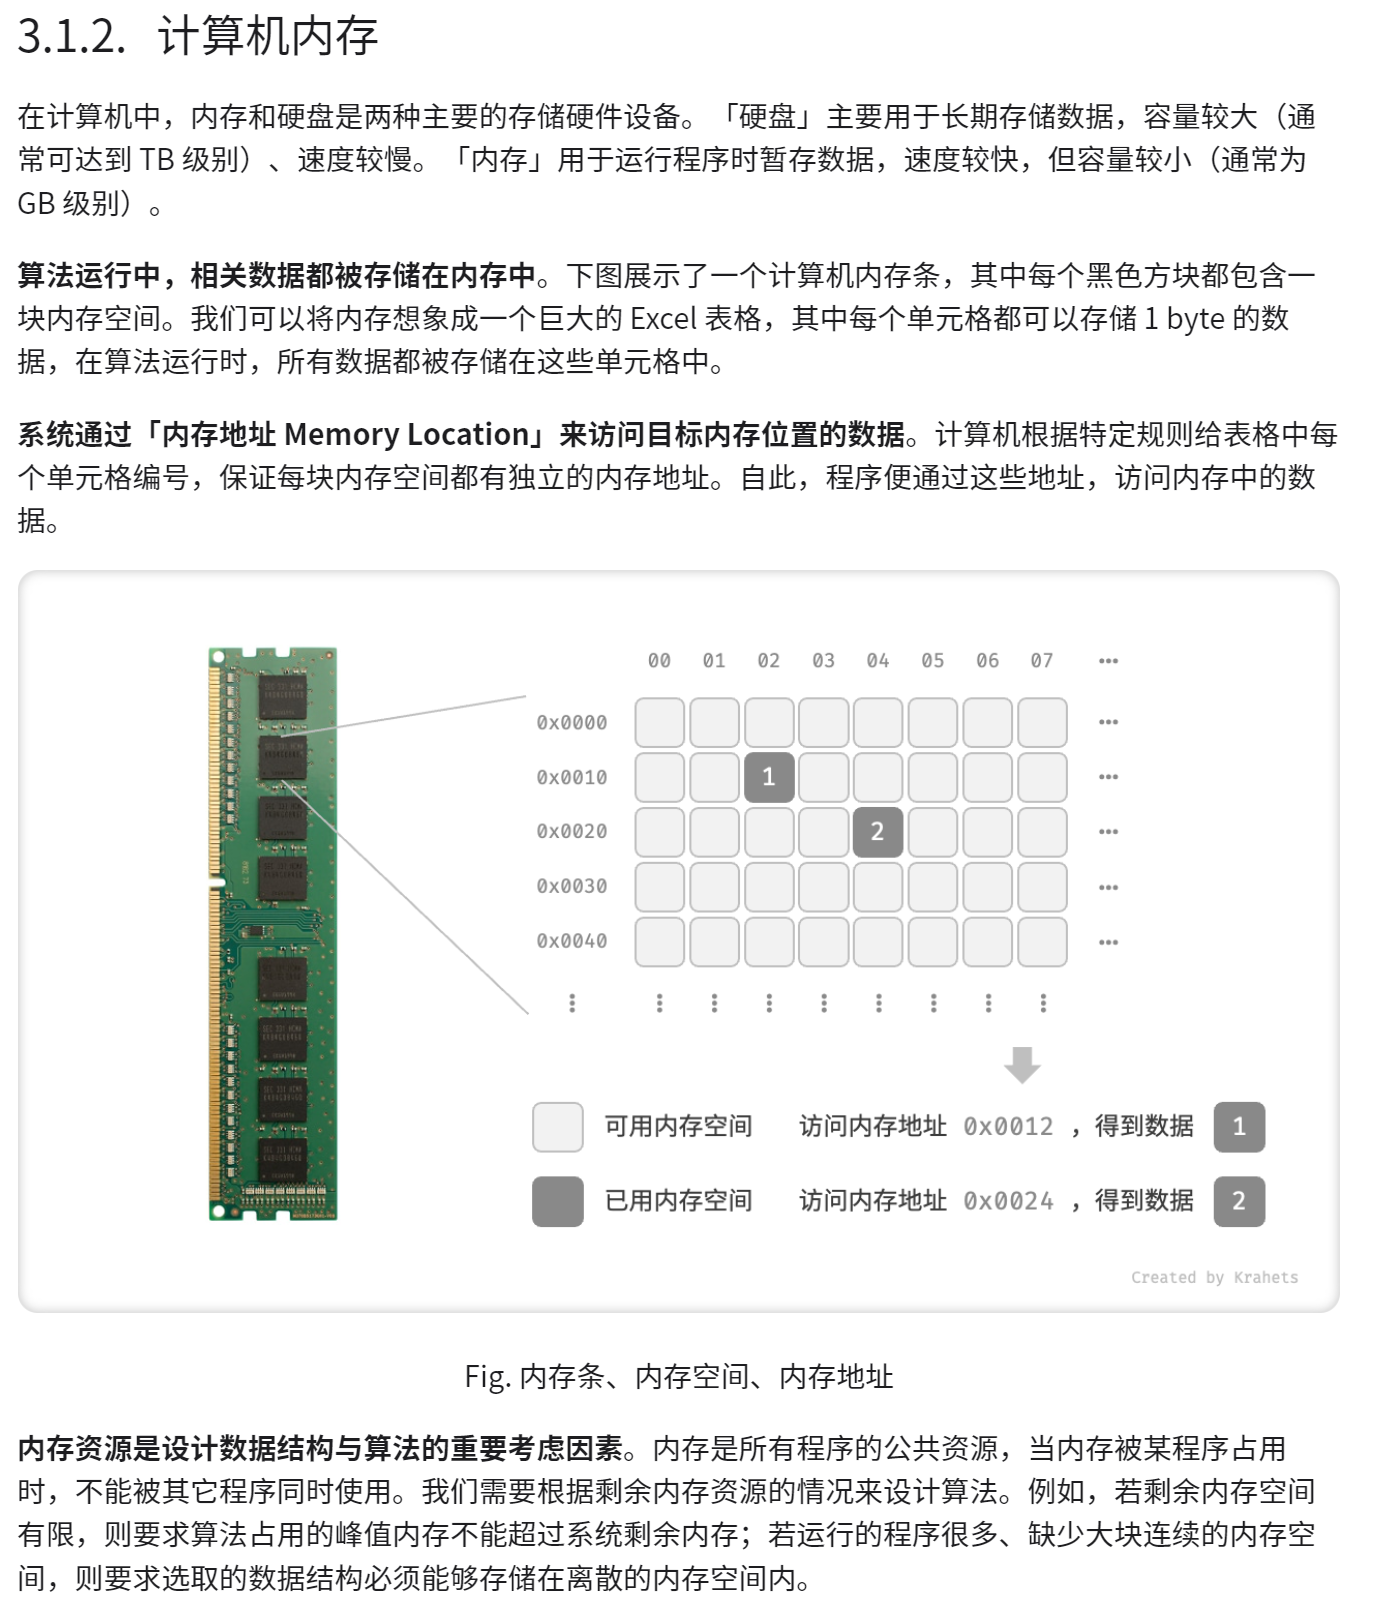 3.1.2. 计算机内存
在计算机中，内存和硬盘是两种主要的存储硬件设备。「硬盘」主要用于长期存储数据，容量较大（通
常可达到 TB 级别）、速度较慢。「内存」用于运行程序时暂存数据，速度较快，但容量较小（通常为
GB 级别）。
算法运行中，相关数据都被存储在内存中。下图展示了一个计算机内存条，其中每个黑色方块都包含一
块内存空间。我们可以将内存想象成一个巨大的 Excel 表格，其中每个单元格都可以存储 1 byte 的数
据，在算法运行时，所有数据都被存储在这些单元格中。
系统通过「内存地址 Memory Location」来访问目标内存位置的数据。计算机根据特定规则给表格中每
个单元格编号，保证每块内存空间都有独立的内存地址。自此，程序便通过这些地址，访问内存中的数
据。
00 01 02 03 04 05 06 07 ···
0x0000 ···
0x0010 1 ···
0x0020 2 ···
0x0030 ···
0x0040 ···
可用内存空间 访问内存地址 0x0012 ，得到数据 1
已用内存空间 访问内存地址 0x0024 ，得到数据 2
Created by Krahets
Fig. 内存条、内存空间、内存地址
内存资源是设计数据结构与算法的重要考虑因素。内存是所有程序的公共资源，当内存被某程序占用
时，不能被其它程序同时使用。我们需要根据剩余内存资源的情况来设计算法。例如，若剩余内存空间
有限，则要求算法占用的峰值内存不能超过系统剩余内存；若运行的程序很多、缺少大块连续的内存空
间，则要求选取的数据结构必须能够存储在离散的内存空间内。